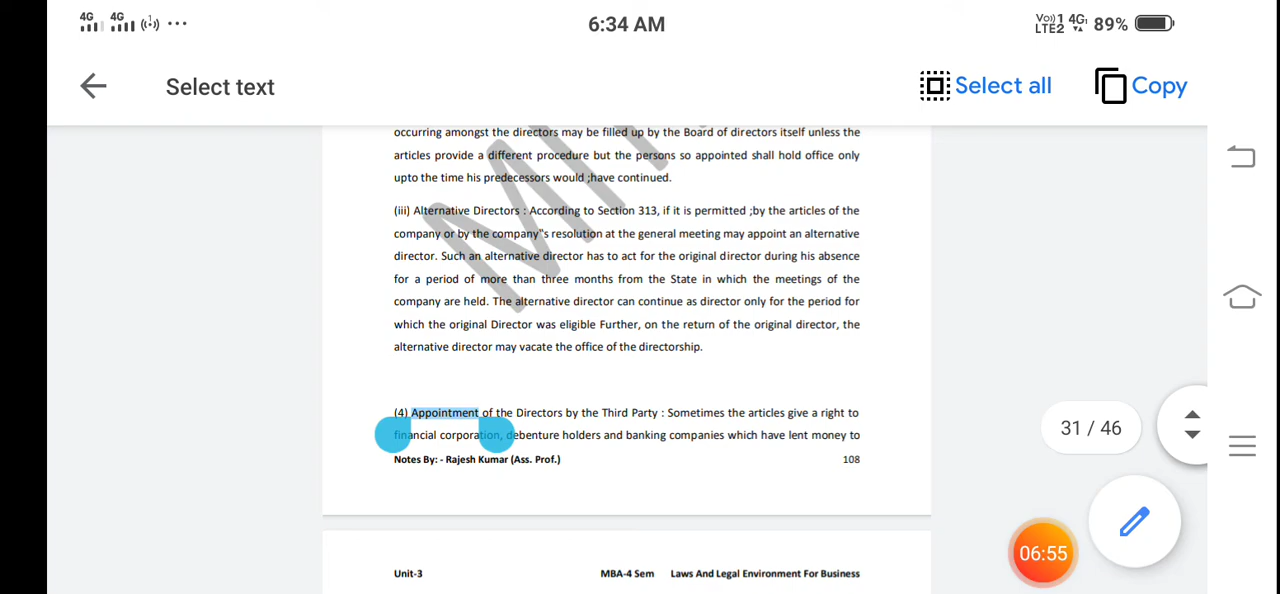 4G 4G 6:34 AM Vo))1 4G LTE2 89%
Select text Select all Copy
occurring amongst the directors may be filled up by the Board of directors itself unless the
articles provide a different procedure but the persons so appointed shall hold office only
upto the time his predecessors would ;have continued.
(iii) Alternative Directors : According to Section 313, if it is permitted ;by the articles of the
company or by the company"s resolution at the general meeting may appoint an alternative
director. Such an alternative director has to act for the original director during his absence
for a period of more than three months from the State in which the meetings of the
company are held. The alternative director can continue as director only for the period for
which the original Director was eligible Further, on the return of the original director, the
alternative director may vacate the office of the directorship.
(4) Appointment of the Directors by the Third Party : Sometimes the articles give a right to
financial corporation, debenture holders and banking companies which have lent money to
31 / 46
Notes By: - Rajesh Kumar (Ass. Prof.) 108
06:55
Unit-3 MBA-4 Sem Laws And Legal Environment For Business